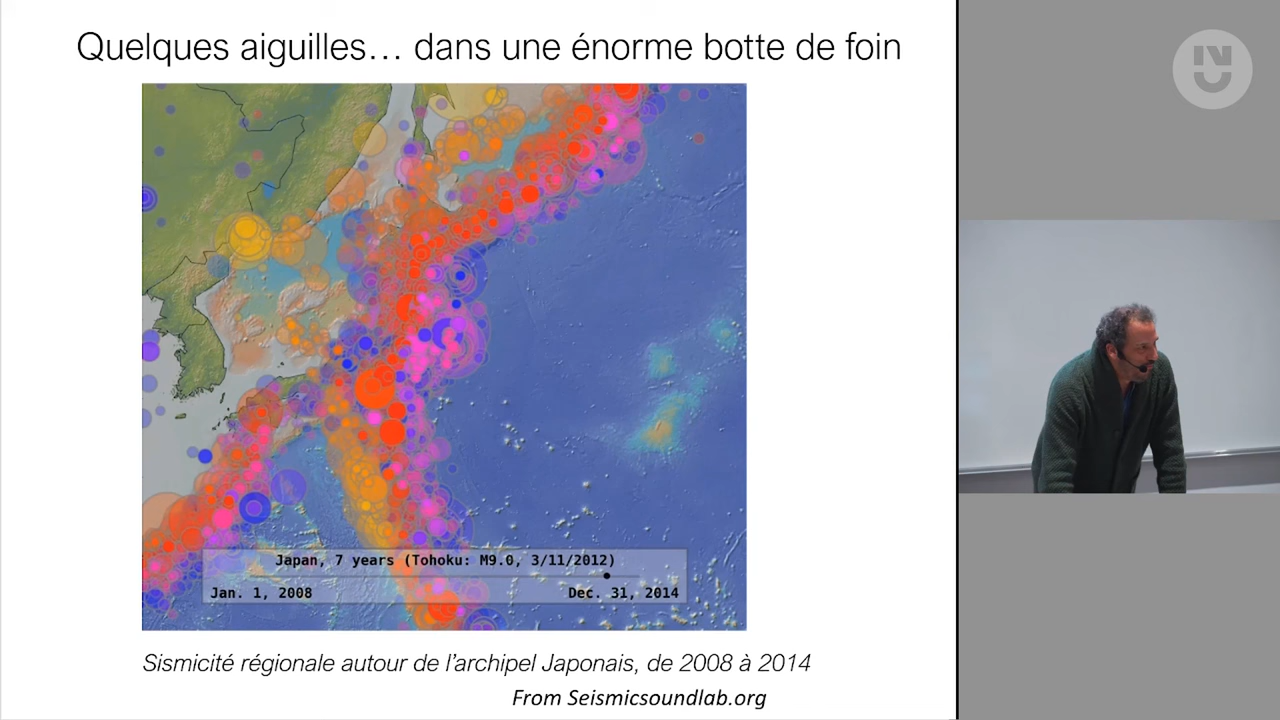 Quelques aiguilles… dans une énorme botte de foin
Japan, 7 years (Tohoku: M9.0, 3/11/2012)
Jan. 1, 2008
Dec. 31, 2014
Sismicité régionale autour de l'archipel Japonais, de 2008 à 2014
From Seismicsoundlab.org